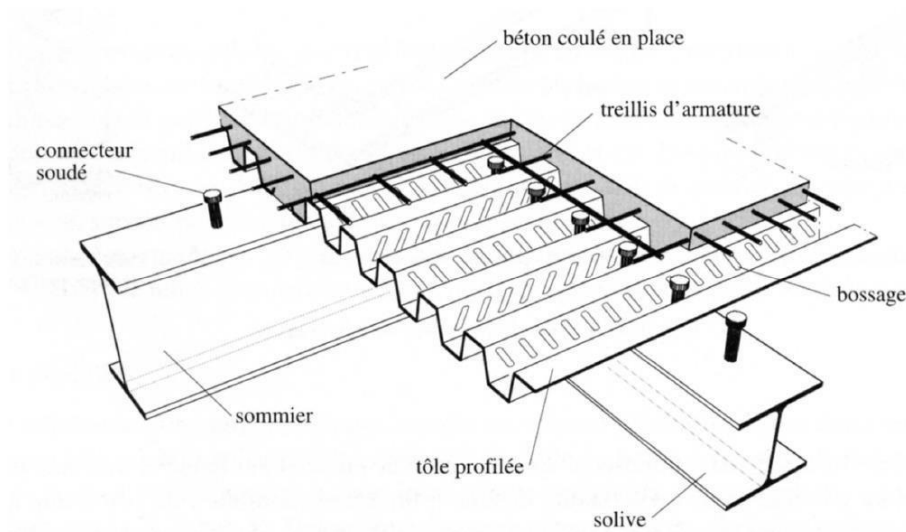 béton coulé en place
treillis d'armature
connecteur
soudé
bossage
sommier
tôle profilée
solive